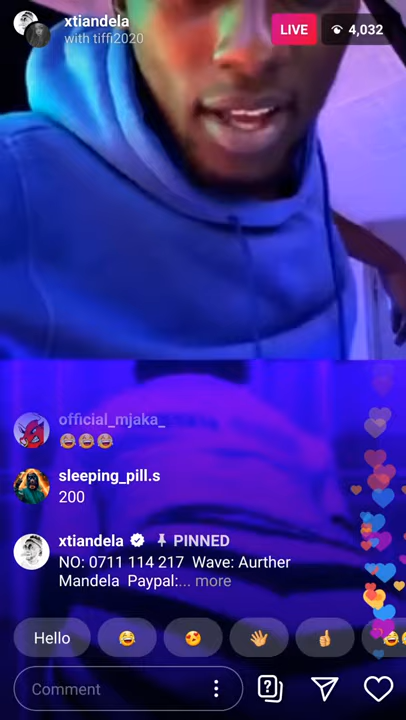 xtiandela
with tiffi2020
LIVE
4,032
official_mjaka_
😂😂😂
sleeping_pill.s
200
xtiandela PINNED
NO: 0711 114 217 Wave: Aurther
Mandela Paypal:... more
Hello
Comment